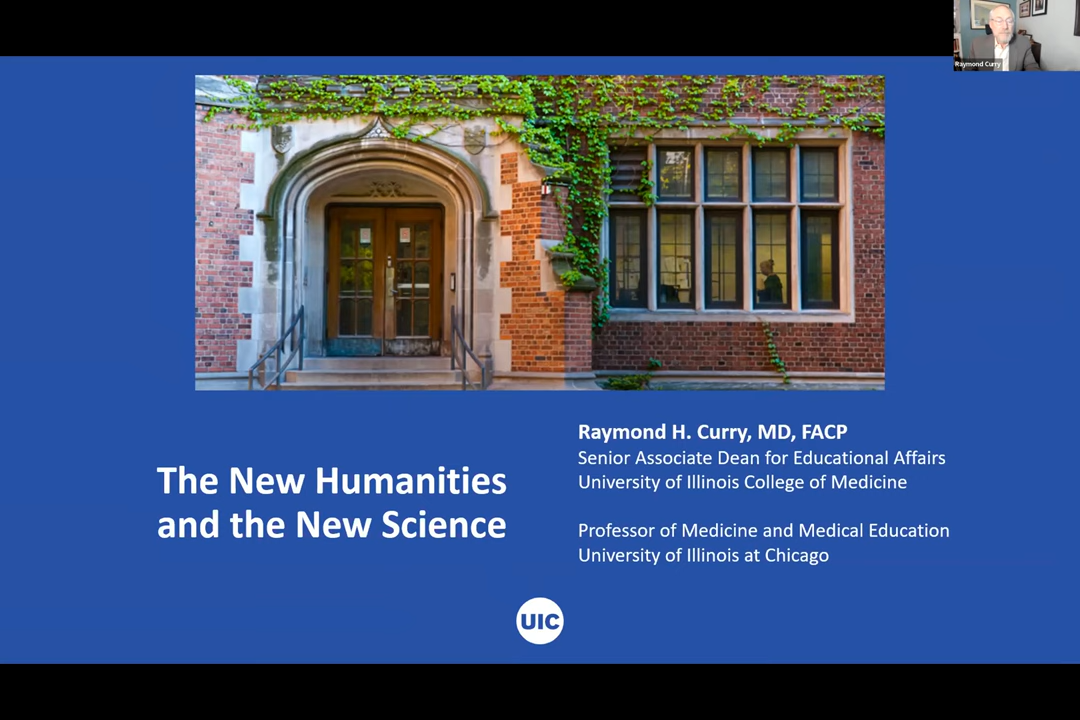 Raymond Curry
Raymond H. Curry, MD, FACP
Senior Associate Dean for Educational Affairs
University of Illinois College of Medicine
The New Humanities
and the New Science
Professor of Medicine and Medical Education
University of Illinois at Chicago
UIC